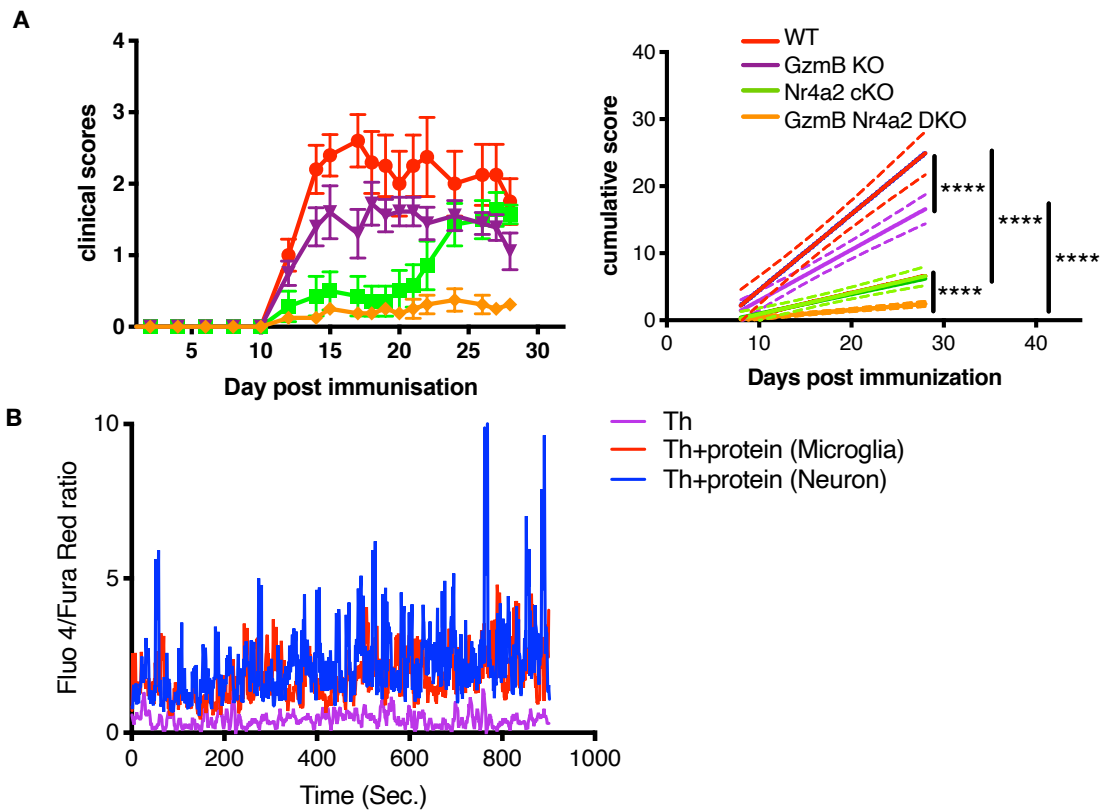 A
clinical scores
4
3
2
1
0
5
10
15
20
25
30
Day post immunisation
WT
GzmB KO
Nr4a2 cKO
GzmB Nr4a2 DKO
cumulative score
40
30
20
10
0
****
****
****
****
0
10
20
30
40
Days post immunization
B
Fluo 4/Fura Red ratio
10
5
0
0
200
400
600
800
1000
Time (Sec.)
Th
Th+protein (Microglia)
Th+protein (Neuron)